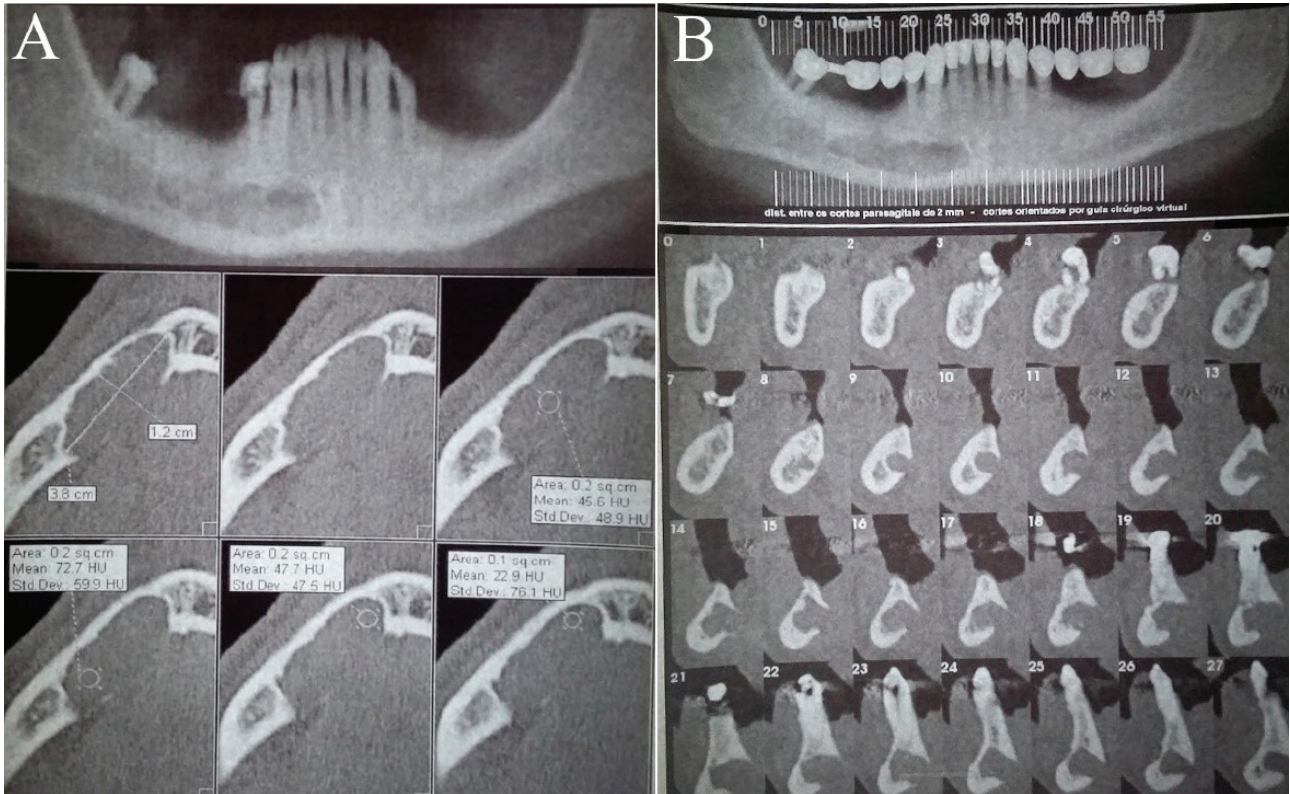 A
1.2 cm
3.8 cm
Area: 0.2 sq.cm
Mean: 45.6 HU
Std.Dev.: 48.9 HU
Area: 0.2 sq.cm
Mean: 72.7 HU
Std Dev.: 59.9 HU
Area: 0.2 sq.cm
Mean: 47.7 HU
Std Dev.: 47.5 HU
Area: 0.1 sq.cm
Mean: 22.9 HU
Std Dev.: 76.1 HU
B
0 5 10 15 20 25 30 35 40 45 50 55
dist. entre os cortes parasagitais de 2 mm - cortes orientados por guia cirúrgico virtual
0 1 2 3 4 5 6
7 8 9 10 11 12 13
14 15 16 17 18 19 20
21 22 23 24 25 26 27